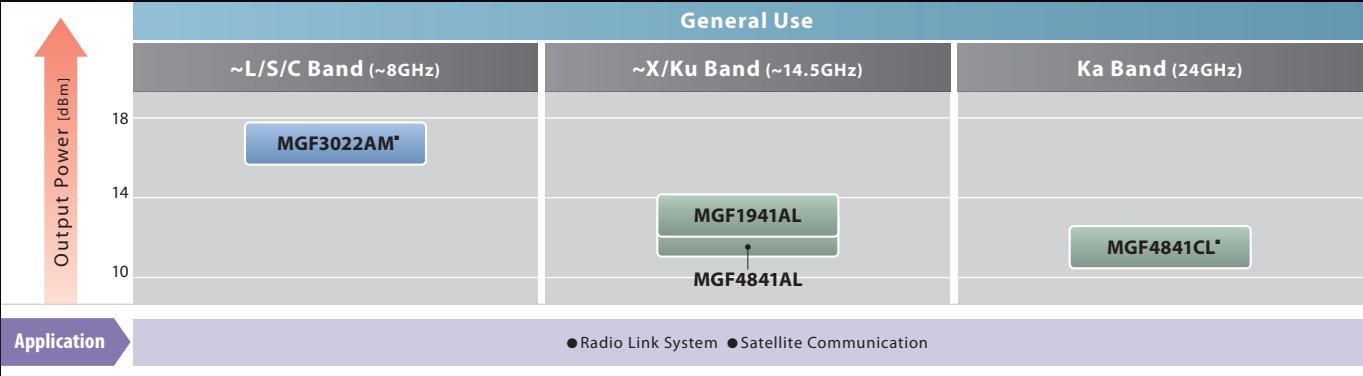 General Use
~L/S/C Band (~8GHz)
~X/Ku Band (~14.5GHz)
Ka Band (24GHz)
Output Power [dBm]
18
14
10
MGF3022AM▪
MGF1941AL
MGF4841AL
MGF4841CL▪
Application
●Radio Link System ●Satellite Communication